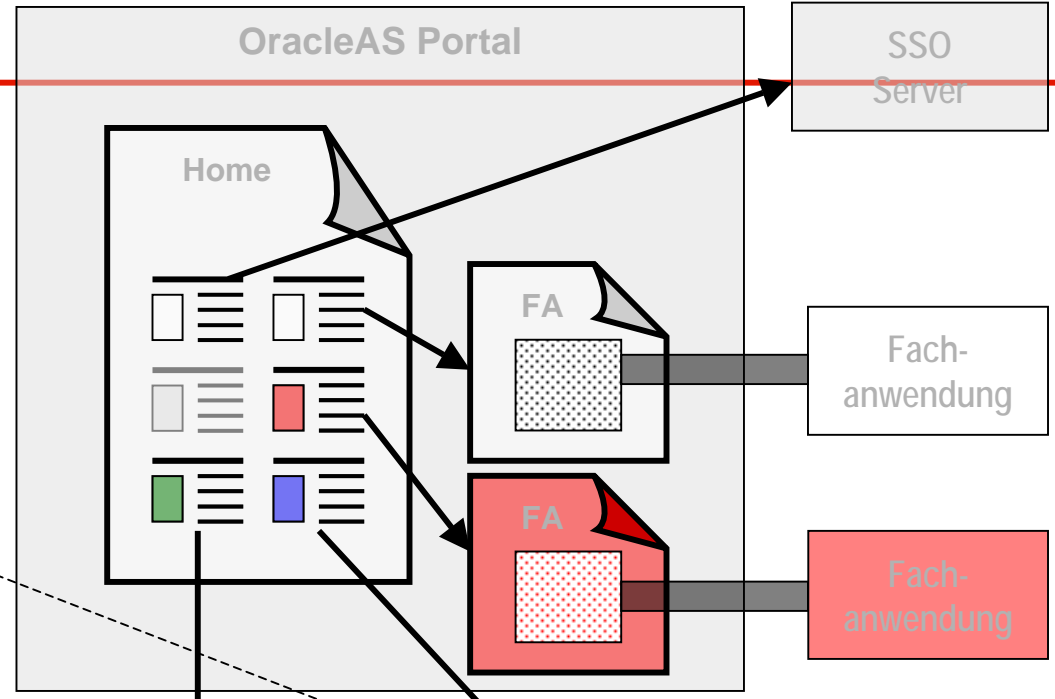 OracleAS Portal
SSO
Server
Home
FA
Fach-
anwendung
FA
Fach-
anwendung